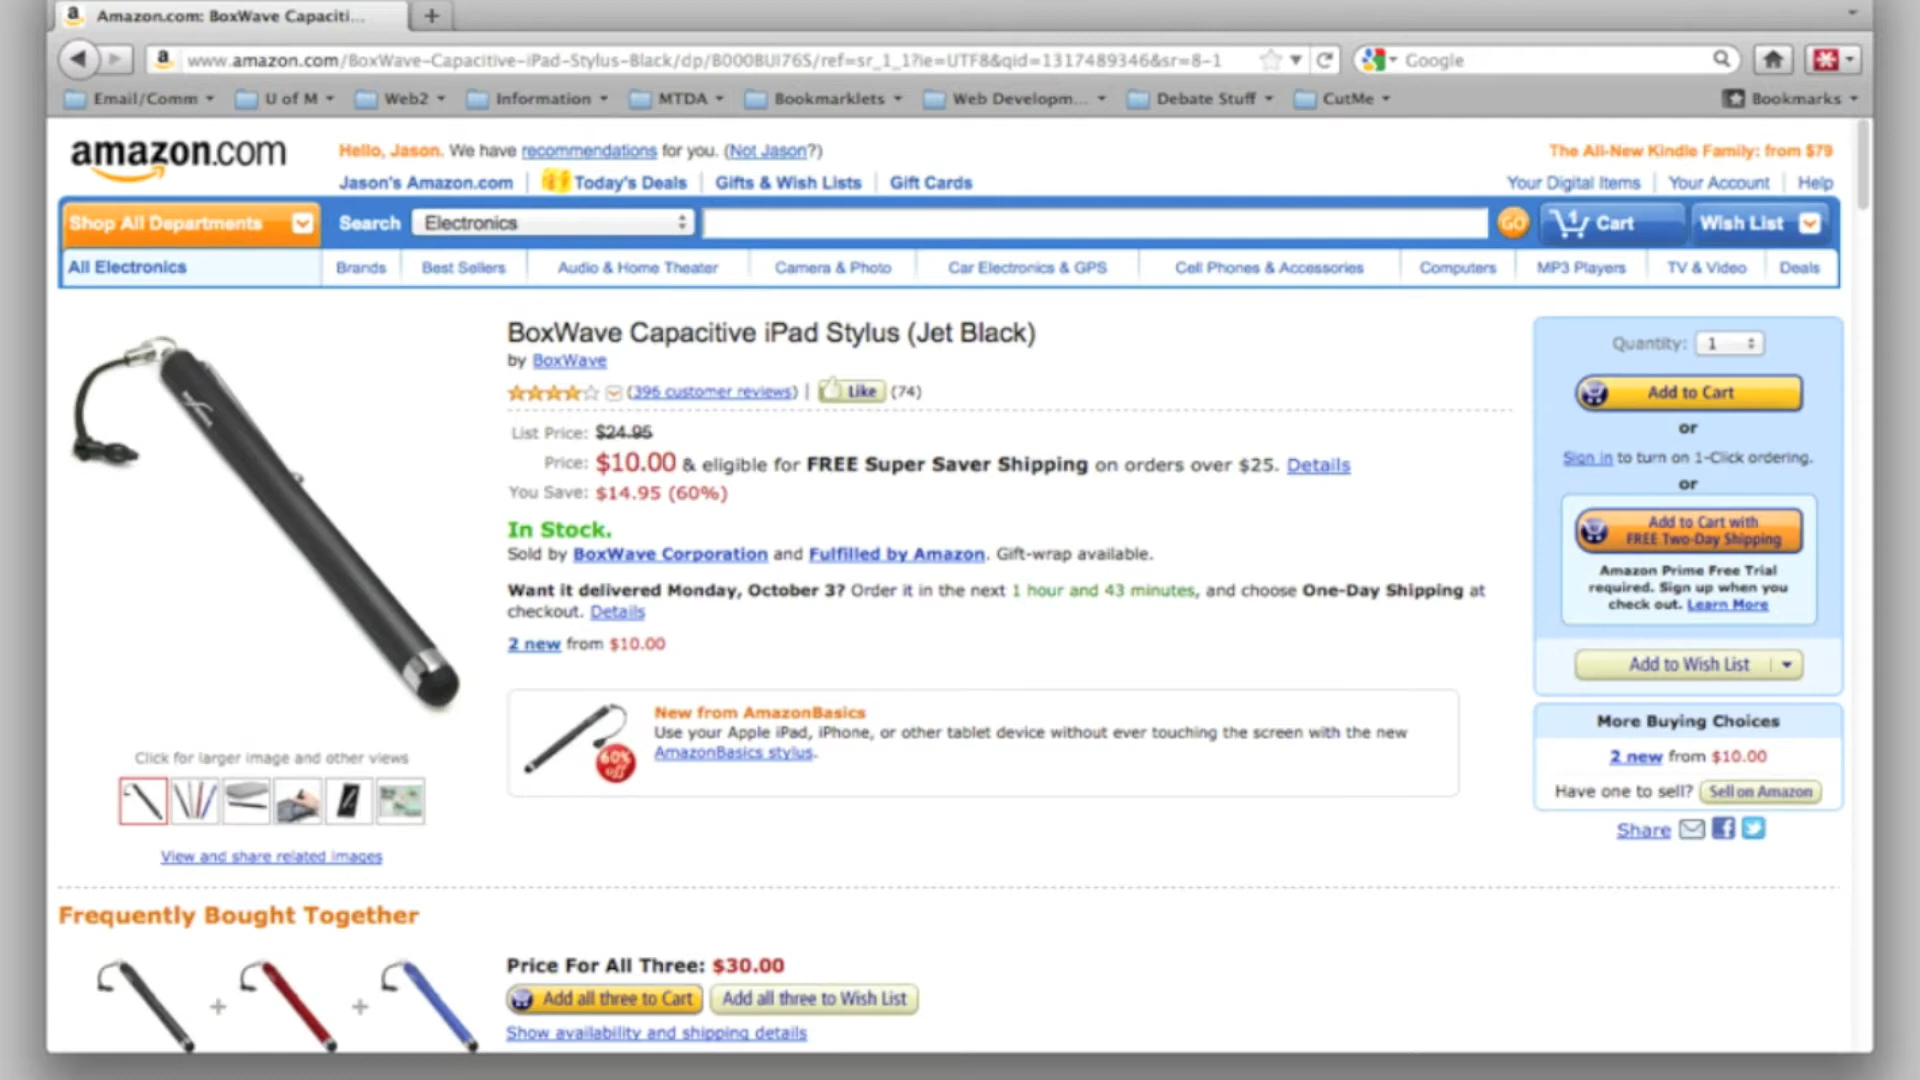 Amazon.com: BoxWave Capaciti...
www.amazon.com/BoxWave-Capacitive-iPad-Stylus-Black/dp/B000BUI76S/ref=sr_1_1?ie=UTF8&qid=1317489346&sr=8-1
Google
Email/Comm
U of M
Web2
Information
MTDA
Bookmarklets
Web Developm...
Debate Stuff
CutMe
Bookmarks
amazon.com
Hello, Jason. We have recommendations for you. (Not Jason?)
The All-New Kindle Family: from $79
Jason's Amazon.com
Today's Deals
Gifts & Wish Lists
Gift Cards
Your Digital Items
Your Account
Help
Shop All Departments
Search
Electronics
GO
1
Cart
Wish List
All Electronics
Brands
Best Sellers
Audio & Home Theater
Camera & Photo
Car Electronics & GPS
Cell Phones & Accessories
Computers
MP3 Players
TV & Video
Deals
BoxWave Capacitive iPad Stylus (Jet Black)
by BoxWave
(396 customer reviews) | Like (74)
List Price: $24.95
Price: $10.00 & eligible for FREE Super Saver Shipping on orders over $25. Details
You Save: $14.95 (60%)
In Stock.
Sold by BoxWave Corporation and Fulfilled by Amazon. Gift-wrap available.
Want it delivered Monday, October 3? Order it in the next 1 hour and 43 minutes, and choose One-Day Shipping at
checkout. Details
2 new from $10.00
60%
off
New from AmazonBasics
Use your Apple iPad, iPhone, or other tablet device without ever touching the screen with the new
AmazonBasics stylus.
Click for larger image and other views
View and share related images
Quantity: 1
Add to Cart
or
Sign in to turn on 1-Click ordering.
or
Add to Cart with
FREE Two-Day Shipping
Amazon Prime Free Trial
required. Sign up when you
check out. Learn More
Add to Wish List
More Buying Choices
2 new from $10.00
Have one to sell? Sell on Amazon
Share
Frequently Bought Together
+
+
Price For All Three: $30.00
Add all three to Cart
Add all three to Wish List
Show availability and shipping details